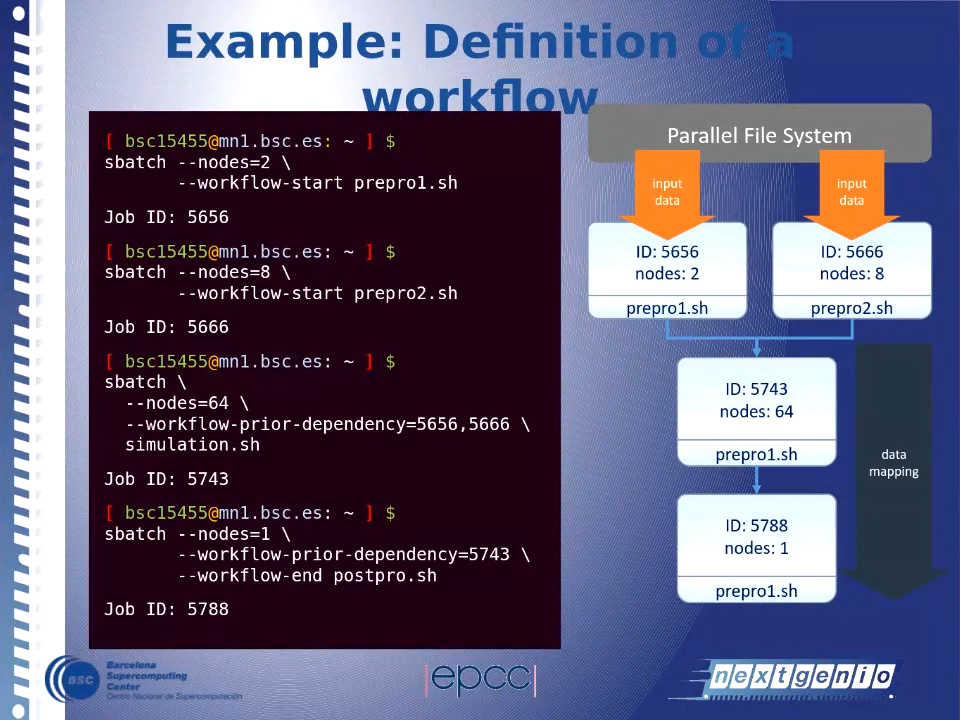 Example: Definition of a
workflow
[ bsc15455@mn1.bsc.es: ~ ] $
sbatch --nodes=2 \
--workflow-start prepro1.sh
Job ID: 5656
[ bsc15455@mn1.bsc.es: ~ ] $
sbatch --nodes=8 \
--workflow-start prepro2.sh
Job ID: 5666
[ bsc15455@mn1.bsc.es: ~ ] $
sbatch \
--nodes=64 \
--workflow-prior-dependency=5656,5666 \
simulation.sh
Job ID: 5743
[ bsc15455@mn1.bsc.es: ~ ] $
sbatch --nodes=1 \
--workflow-prior-dependency=5743 \
--workflow-end postpro.sh
Job ID: 5788
Parallel File System
input
data
input
data
ID: 5656
nodes: 2
prepro1.sh
ID: 5666
nodes: 8
prepro2.sh
ID: 5743
nodes: 64
prepro1.sh
data
mapping
ID: 5788
nodes: 1
prepro1.sh
BSC
Barcelona
Supercomputing
Center
Centro Nacional de Supercomputación
epcc
nextgenio